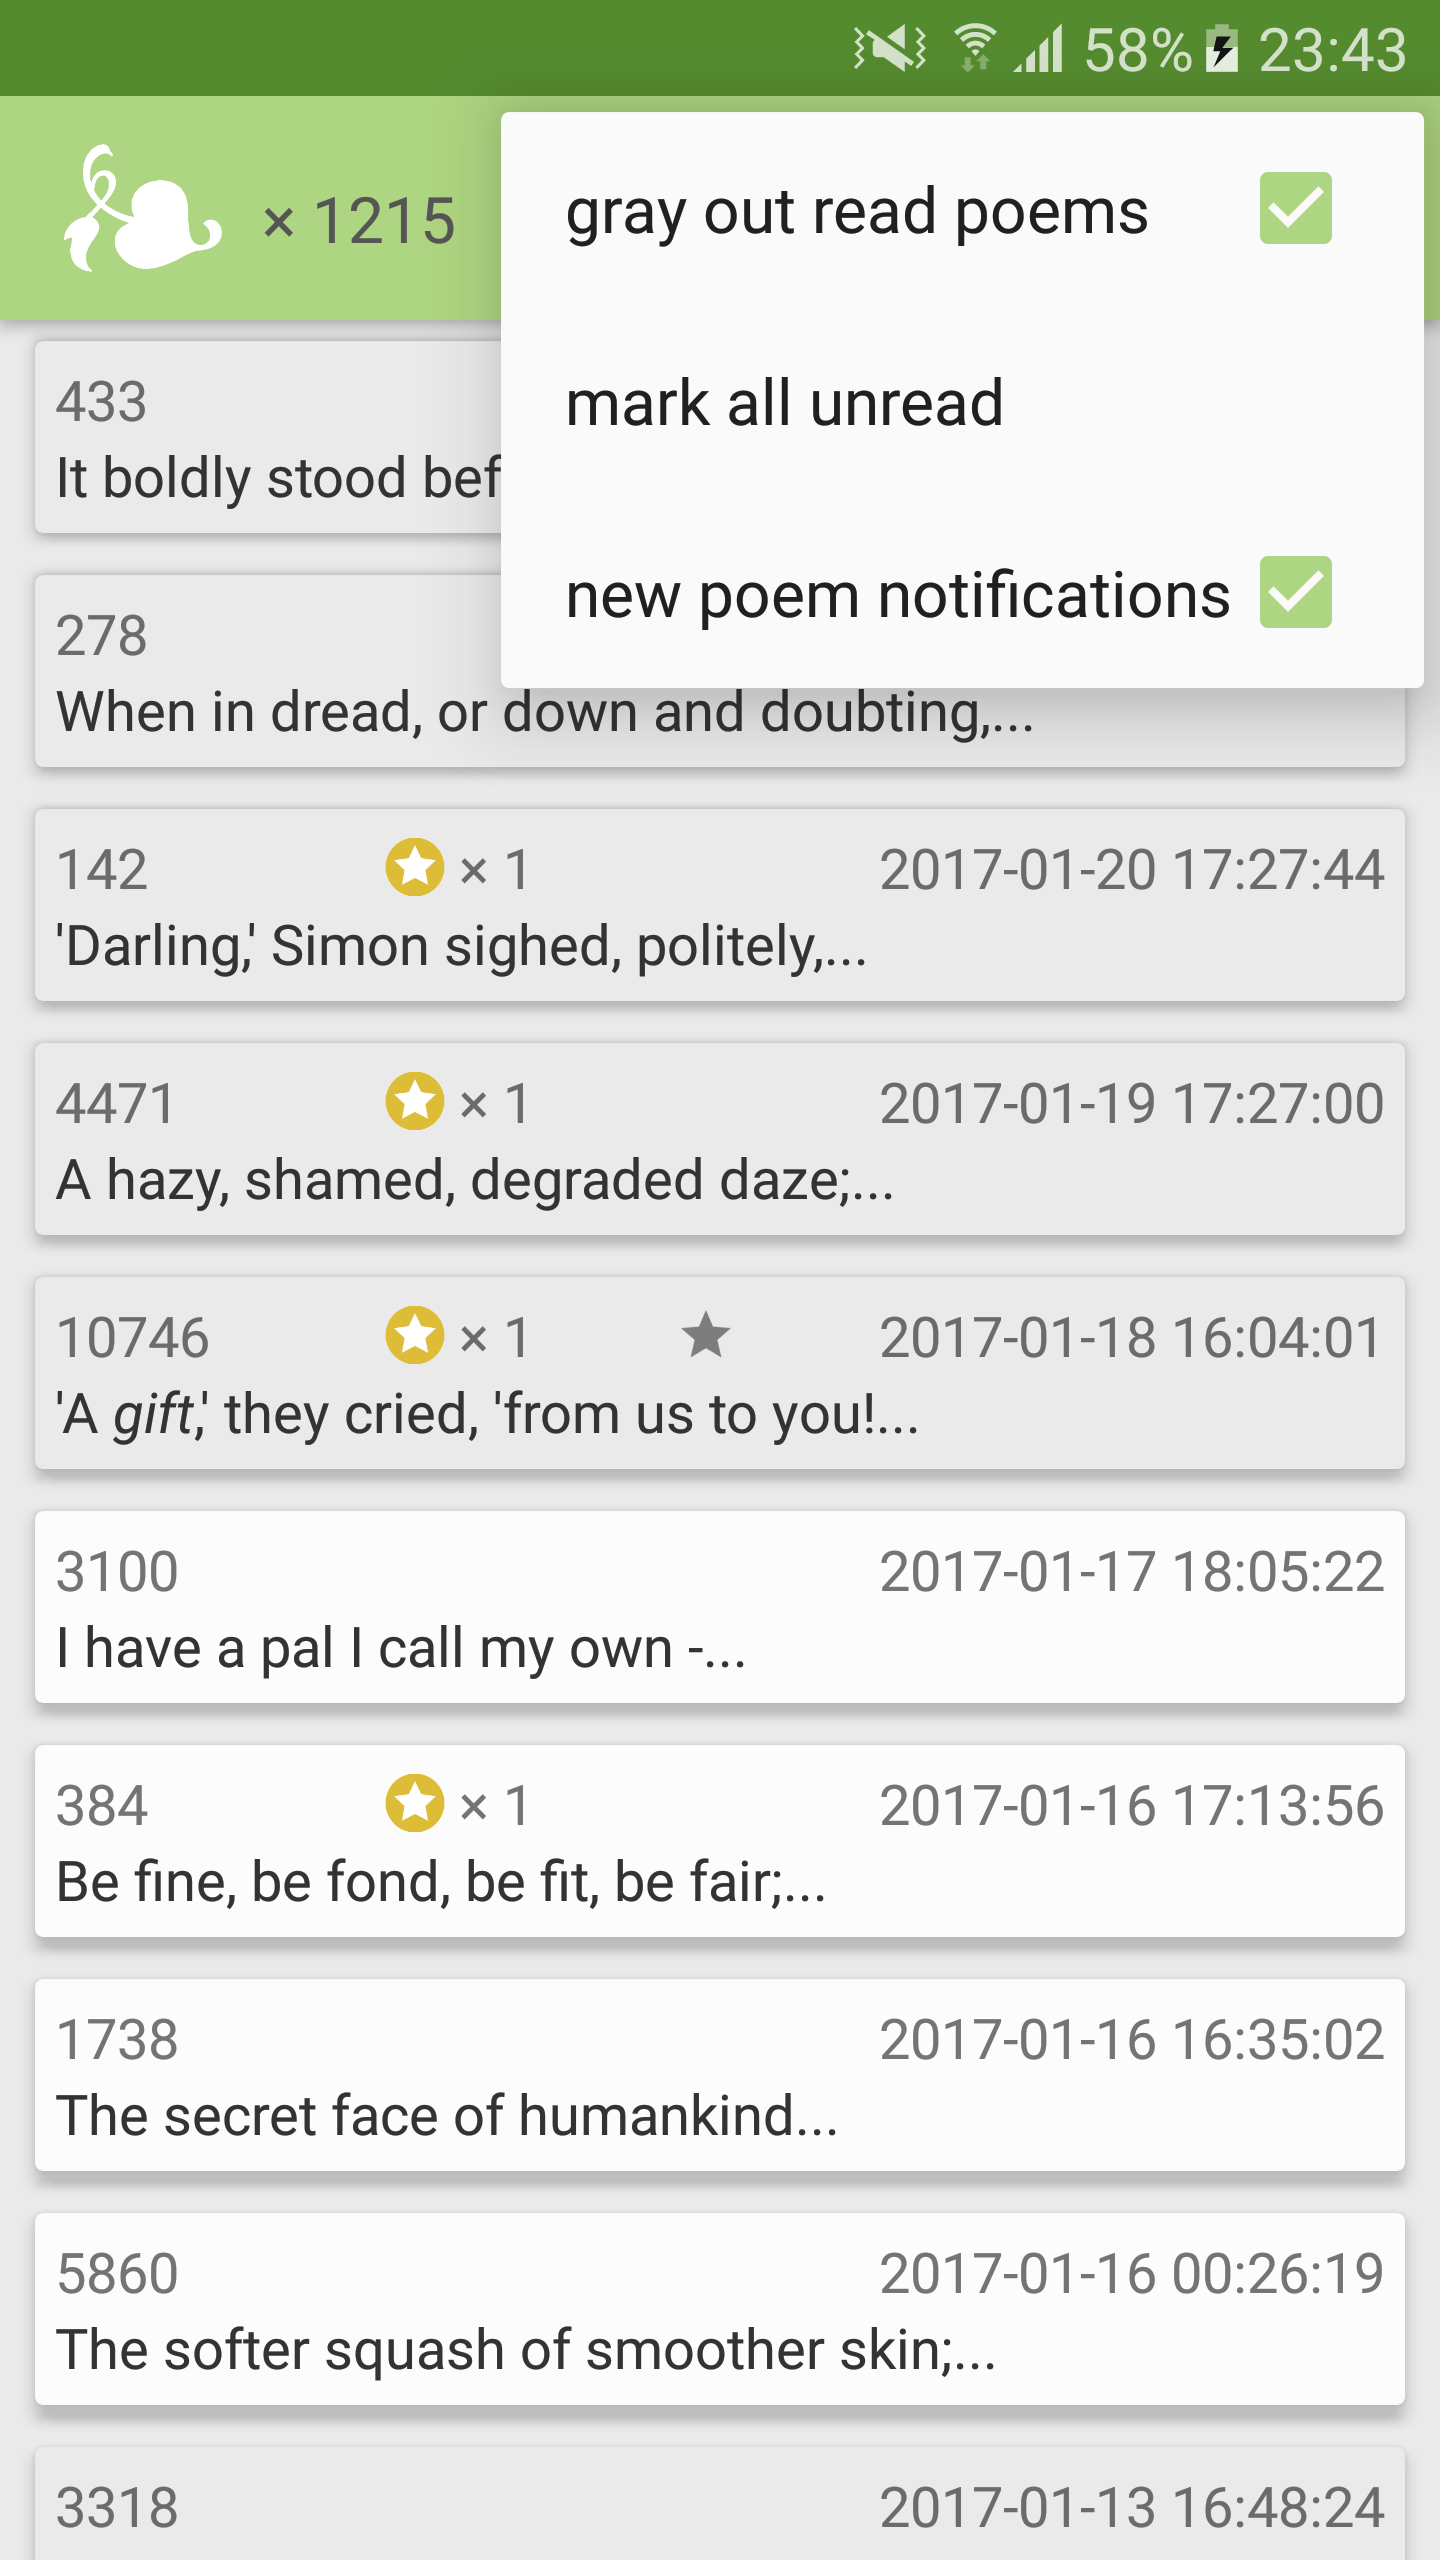 58% 23:43
× 1215
gray out read poems
mark all unread
new poem notifications
433
It boldly stood bef
278
When in dread, or down and doubting,...
142 × 1 2017-01-20 17:27:44
'Darling,' Simon sighed, politely,...
4471 × 1 2017-01-19 17:27:00
A hazy, shamed, degraded daze;...
10746 × 1 2017-01-18 16:04:01
'A gift,' they cried, 'from us to you!...
3100 2017-01-17 18:05:22
I have a pal I call my own -...
384 × 1 2017-01-16 17:13:56
Be fine, be fond, be fit, be fair;...
1738 2017-01-16 16:35:02
The secret face of humankind...
5860 2017-01-16 00:26:19
The softer squash of smoother skin;...
3318 2017-01-13 16:48:24